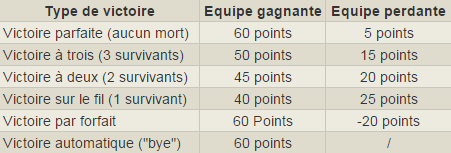 Type de victoire Equipe gagnante Equipe perdante
Victoire parfaite (aucun mort) 60 points 5 points
Victoire à trois (3 survivants) 50 points 15 points
Victoire à deux (2 survivants) 45 points 20 points
Victoire sur le fil (1 survivant) 40 points 25 points
Victoire par forfait 60 Points -20 points
Victoire automatique ("bye") 60 points /